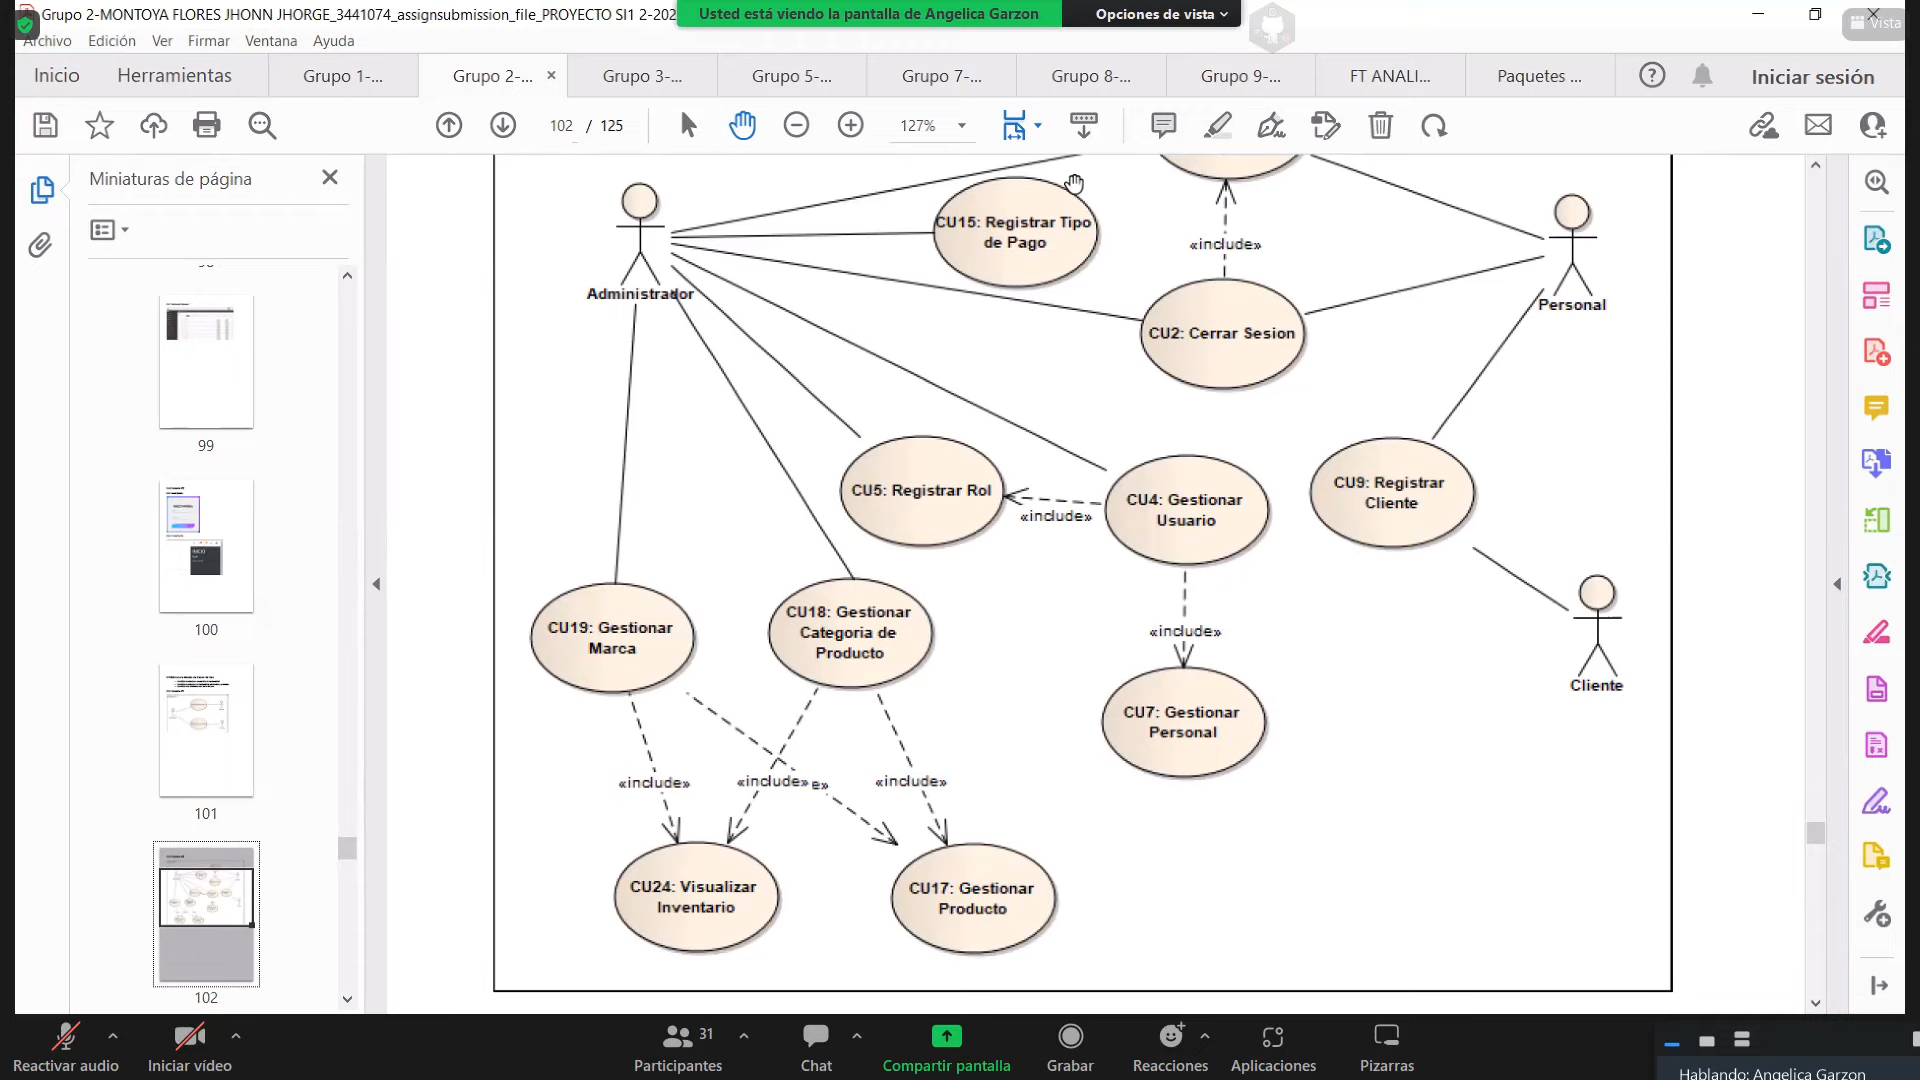 Grupo 2-MONTOYA FLORES JHONN JHORGE_3441074_assignsubmission_file_PROYECTO SI1 2-202
Usted está viendo la pantalla de Angelica Garzon
Opciones de vista
Vista
Archivo Edición Ver Firmar Ventana Ayuda
Inicio Herramientas Grupo 1-... Grupo 2-... × Grupo 3-... Grupo 5-... Grupo 7-... Grupo 8-... Grupo 9-... FT ANALI... Paquetes ... Iniciar sesión
102 / 125 127%
Miniaturas de página
99
100
101
102
CU15: Registrar Tipo
de Pago
«include»
Administrador
Personal
CU2: Cerrar Sesion
CU5: Registrar Rol
«include»
CU4: Gestionar
Usuario
CU9: Registrar
Cliente
CU19: Gestionar
Marca
CU18: Gestionar
Categoria de
Producto
«include»
Cliente
CU7: Gestionar
Personal
«include» «include» e» «include»
CU24: Visualizar
Inventario
CU17: Gestionar
Producto
Reactivar audio
Iniciar vídeo
31
Participantes
Chat
Compartir pantalla
Grabar
Reacciones
Aplicaciones
Pizarras
Hablando: Angelica Garzon